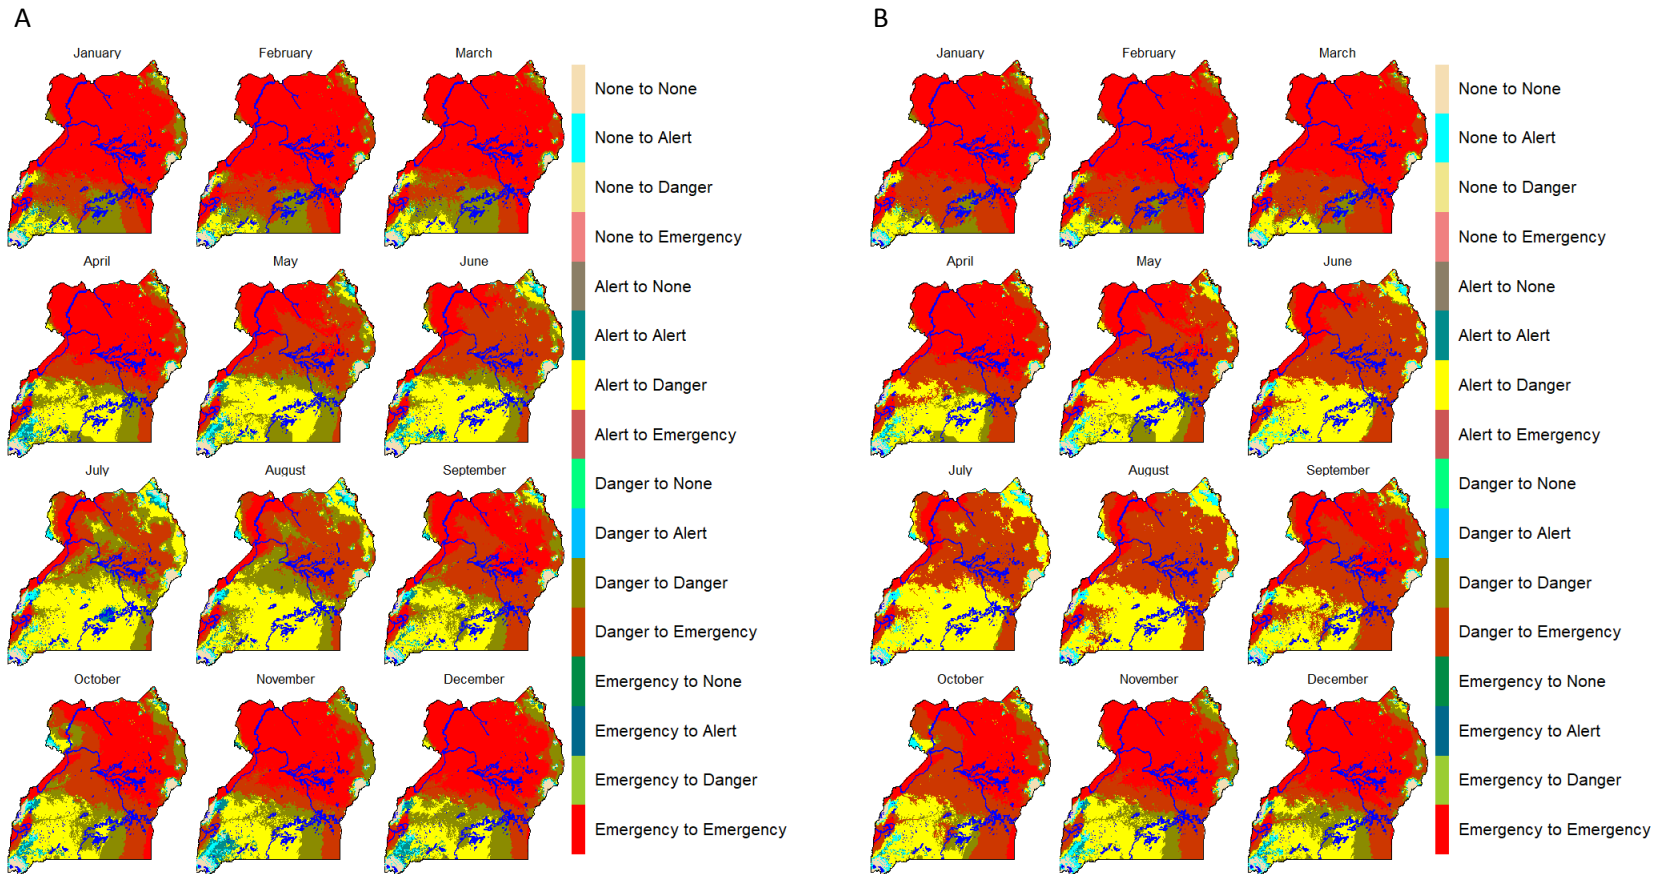 A
January
February
March
April
May
June
July
August
September
October
November
December
None to None
None to Alert
None to Danger
None to Emergency
Alert to None
Alert to Alert
Alert to Danger
Alert to Emergency
Danger to None
Danger to Alert
Danger to Danger
Danger to Emergency
Emergency to None
Emergency to Alert
Emergency to Danger
Emergency to Emergency
B
January
February
March
April
May
June
July
August
September
October
November
December
None to None
None to Alert
None to Danger
None to Emergency
Alert to None
Alert to Alert
Alert to Danger
Alert to Emergency
Danger to None
Danger to Alert
Danger to Danger
Danger to Emergency
Emergency to None
Emergency to Alert
Emergency to Danger
Emergency to Emergency